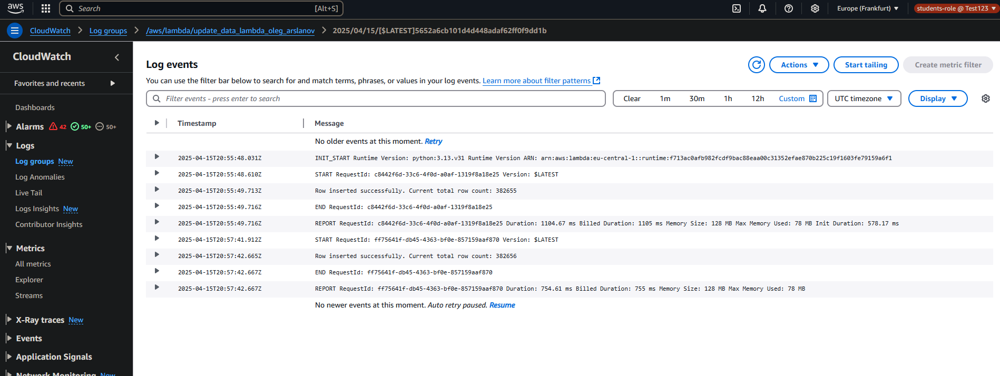 aws Search [Alt+S] Europe (Frankfurt) students-role @ Test123
CloudWatch Log groups /aws/lambda/update_data_lambda_oleg_arslanov 2025/04/15/[$LATEST]5652a6cb101d4d448adaf62ff0f9dd1b
CloudWatch
Favorites and recents
Dashboards
Alarms 42 50+ 50+
Logs
Log groups New
Log Anomalies
Live Tail
Logs Insights New
Contributor Insights
Metrics
All metrics
Explorer
Streams
X-Ray traces New
Events
Application Signals
Network Monitoring New
Log events
Actions Start tailing Create metric filter
You can use the filter bar below to search for and match terms, phrases, or values in your log events. Learn more about filter patterns
Filter events - press enter to search Clear 1m 30m 1h 12h Custom UTC timezone Display
Timestamp Message
No older events at this moment. Retry
2025-04-15T20:55:48.031Z INIT_START Runtime Version: python:3.13.v31 Runtime Version ARN: arn:aws:lambda:eu-central-1::runtime:f713ac0afb982fcdf9bac88eaa00c31352efae870b225c19f1603fe79159a6f1
2025-04-15T20:55:48.610Z START RequestId: c8442f6d-33c6-4f0d-a0af-1319f8a18e25 Version: $LATEST
2025-04-15T20:55:49.713Z Row inserted successfully. Current total row count: 382655
2025-04-15T20:55:49.716Z END RequestId: c8442f6d-33c6-4f0d-a0af-1319f8a18e25
2025-04-15T20:55:49.716Z REPORT RequestId: c8442f6d-33c6-4f0d-a0af-1319f8a18e25 Duration: 1104.67 ms Billed Duration: 1105 ms Memory Size: 128 MB Max Memory Used: 78 MB Init Duration: 578.17 ms
2025-04-15T20:57:41.912Z START RequestId: ff75641f-db45-4363-bf0e-857159aaf870 Version: $LATEST
2025-04-15T20:57:42.665Z Row inserted successfully. Current total row count: 382656
2025-04-15T20:57:42.667Z END RequestId: ff75641f-db45-4363-bf0e-857159aaf870
2025-04-15T20:57:42.667Z REPORT RequestId: ff75641f-db45-4363-bf0e-857159aaf870 Duration: 754.61 ms Billed Duration: 755 ms Memory Size: 128 MB Max Memory Used: 78 MB
No newer events at this moment. Auto retry paused. Resume